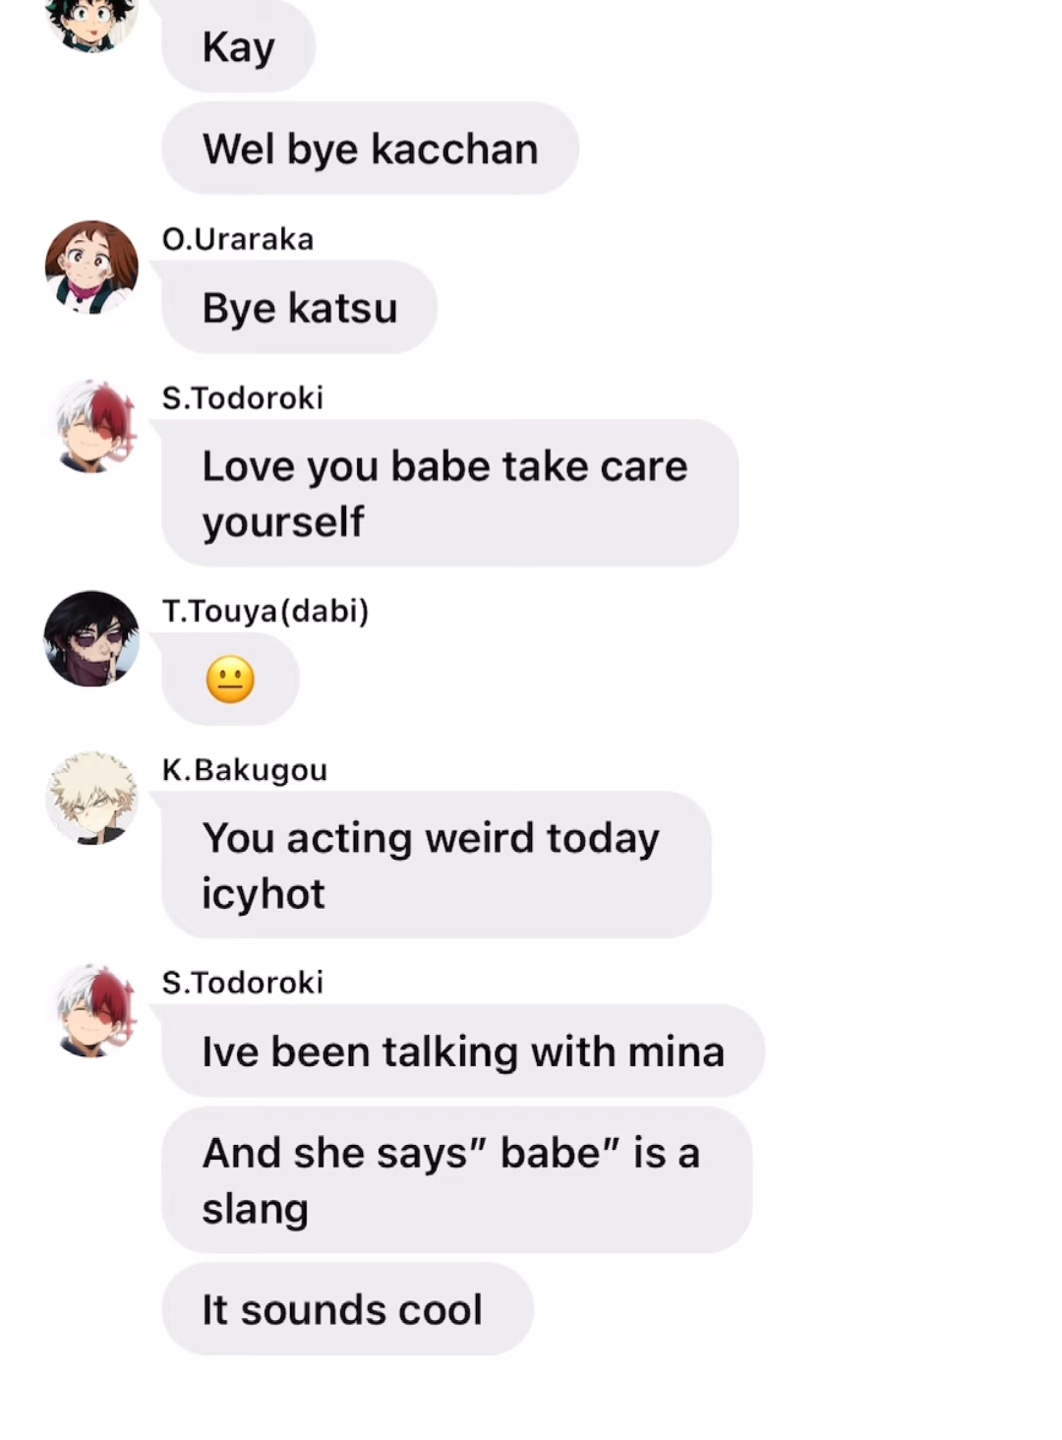 Kay
Wel bye kacchan
O.Uraraka
Bye katsu
S.Todoroki
Love you babe take care
yourself
T.Touya(dabi)
😐
K.Bakugou
You acting weird today
icyhot
S.Todoroki
Ive been talking with mina
And she says” babe” is a
slang
It sounds cool